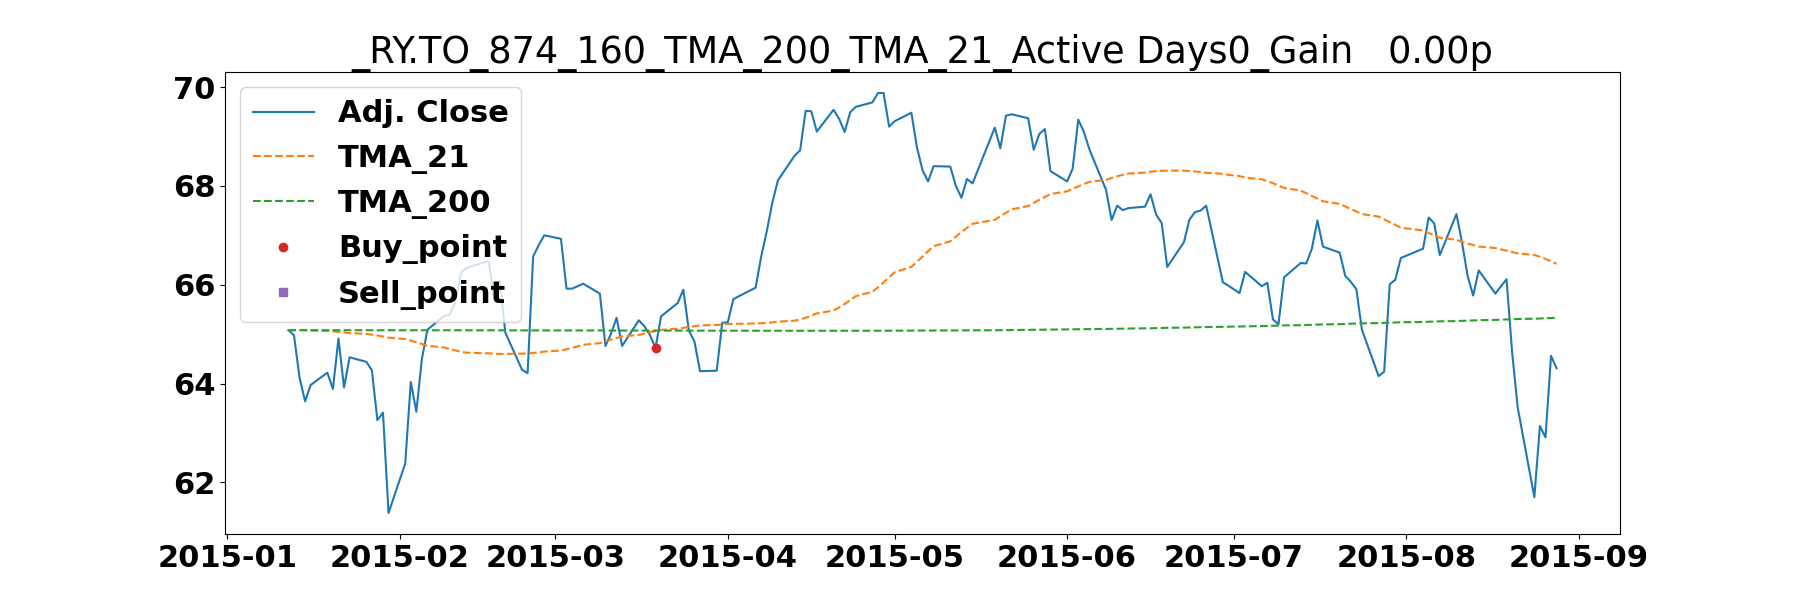 _RY.TO_874_160_TMA_200_TMA_21_Active Days0_Gain   0.00p
70
68
66
64
62
Adj. Close
TMA_21
TMA_200
Buy_point
Sell_point
2015-01 2015-02 2015-03 2015-04 2015-05 2015-06 2015-07 2015-08 2015-09